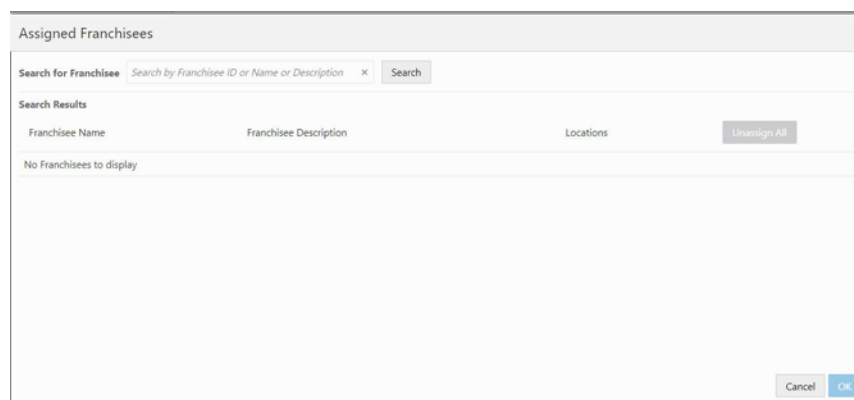 Assigned Franchisees
Search for Franchisee Search by Franchisee ID or Name or Description × Search
Search Results
Franchisee Name Franchisee Description Locations Unassign All
No Franchisees to display
Cancel OK